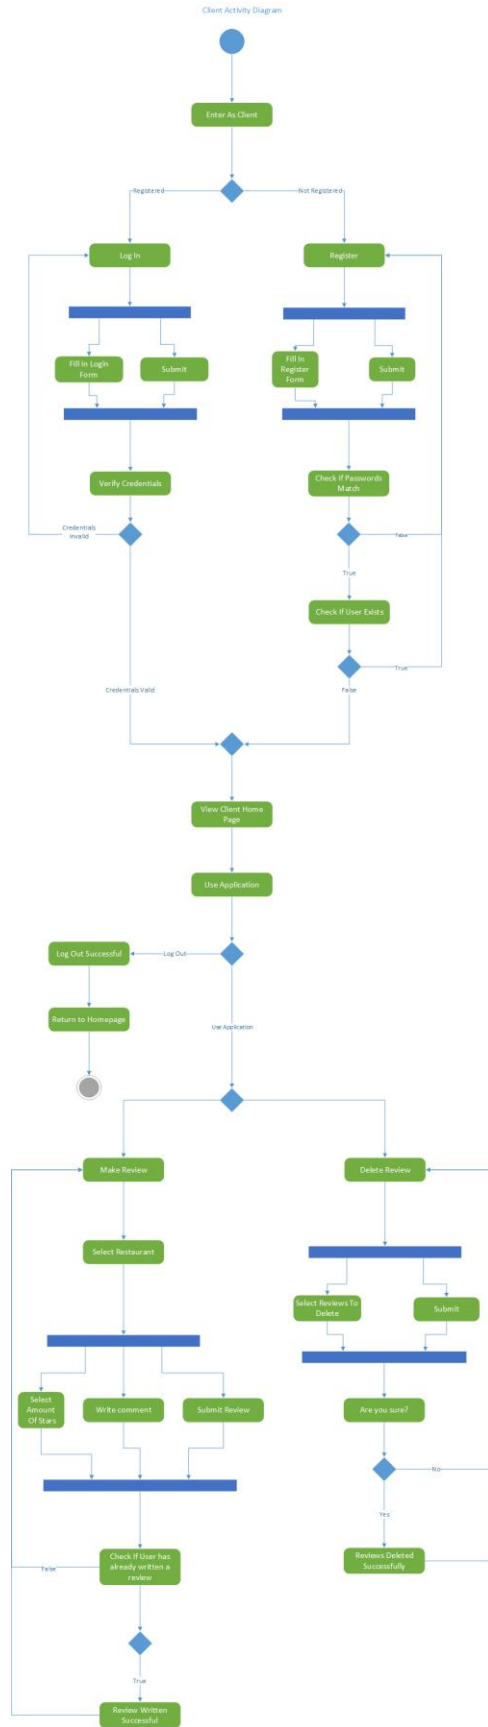 Client Activity Diagram
Enter As Client
Registered
Not Registered
Log In
Register
Fill In Login
Form
Submit
Fill In
Register
Form
Submit
Verify Credentials
Check If Passwords
Match
Credentials
Invalid
False
True
Check If User Exists
True
Credentials Valid
False
View Client Home
Page
Use Application
Log Out Successful
Log Out
Return to Homepage
Use Application
Make Review
Delete Review
Select Restaurant
Select Reviews To
Delete
Submit
Select
Amount
Of Stars
Write comment
Submit Review
Are you sure?
No
Yes
Check If User has
already written a
review
False
Reviews Deleted
Successfully
True
Review Written
Successful